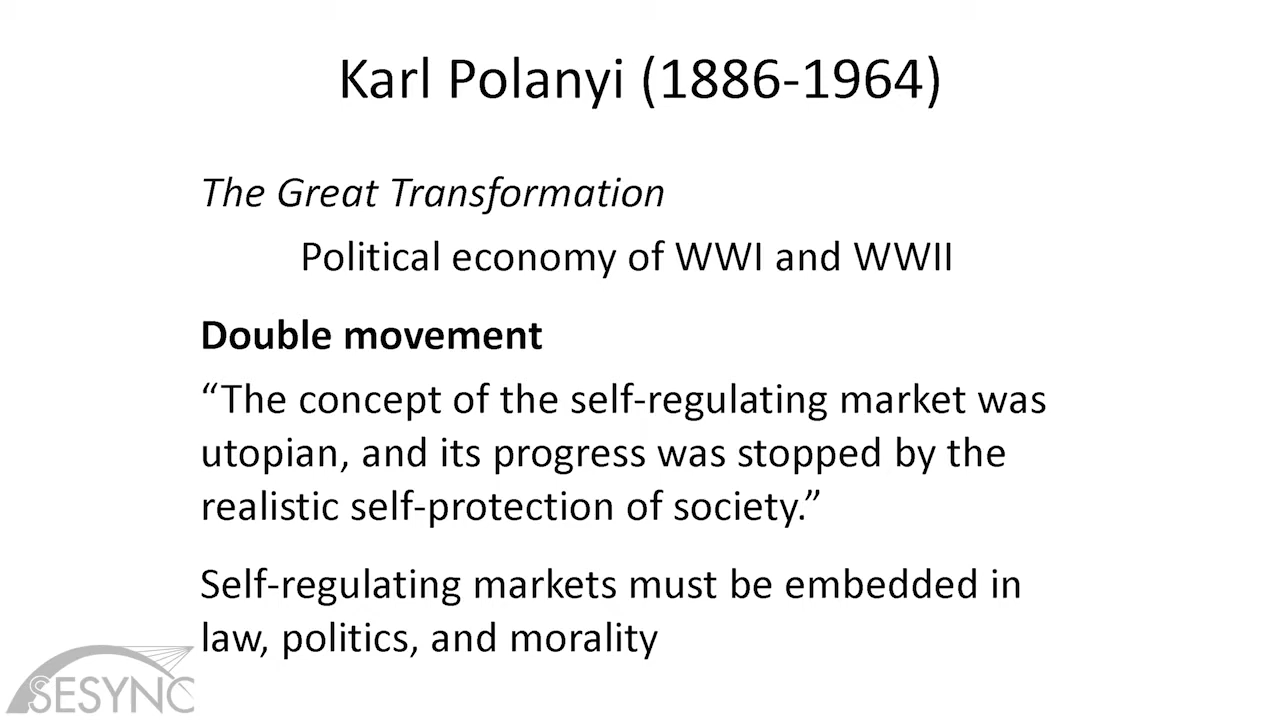 Karl Polanyi (1886-1964)
The Great Transformation
Political economy of WWI and WWII
Double movement
“The concept of the self-regulating market was
utopian, and its progress was stopped by the
realistic self-protection of society.”
Self-regulating markets must be embedded in
law, politics, and morality
SESYNC